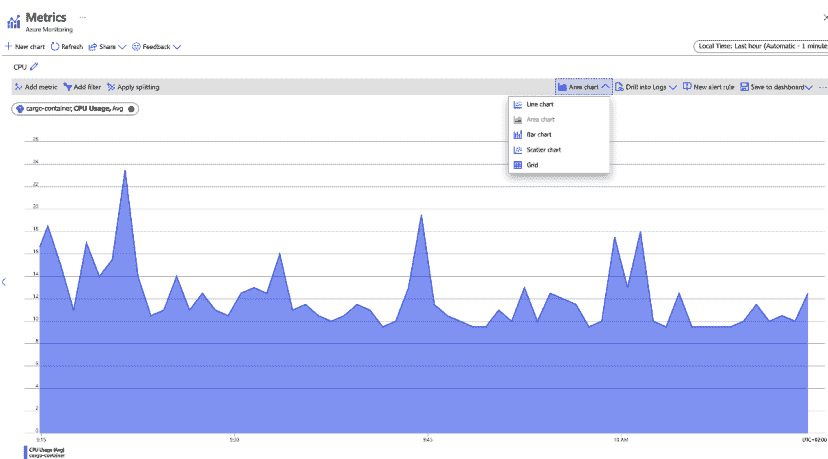 Metrics ...
Azure Monitoring
New chart Refresh Share Feedback
Local Time: Last hour (Automatic - 1 minute
CPU
Add metric Add filter Apply splitting Area chart Drill into Logs New alert rule Save to dashboard ...
cargo-container, CPU Usage, Avg
Line chart
Area chart
Bar chart
Scatter chart
Grid
26
24
22
20
18
16
14
12
10
8
6
4
2
0
9:15 9:30 9:45 10 AM UTC+02:00
CPU Usage (Avg)
cargo-container